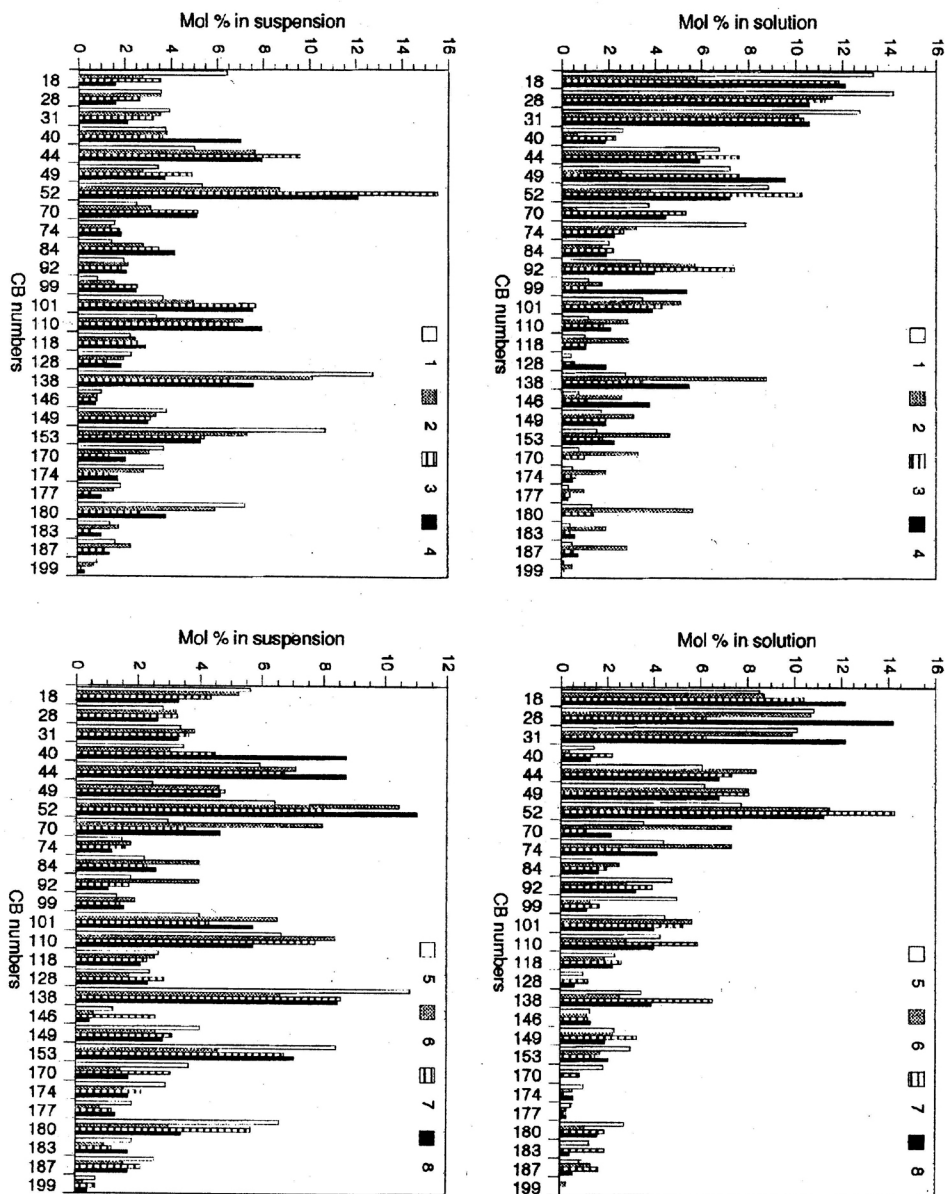 Mol % in suspension
0 2 4 6 8 10 12 14 16
18 28 31 40 44 49 52 70 74 84 92 99 101 110 118 128 138 146 149 153 170 174 177 180 183 187 199
CB numbers
1 2 3 4
Mol % in solution
0 2 4 6 8 10 12 14 16
18 28 31 40 44 49 52 70 74 84 92 99 101 110 118 128 138 146 149 153 170 174 177 180 183 187 199
CB numbers
1 2 3 4
Mol % in suspension
0 2 4 6 8 10 12
18 28 31 40 44 49 52 70 74 84 92 99 101 110 118 128 138 146 149 153 170 174 177 180 183 187 199
CB numbers
5 6 7 8
Mol % in solution
0 2 4 6 8 10 12 14 16
18 28 31 40 44 49 52 70 74 84 92 99 101 110 118 128 138 146 149 153 170 174 177 180 183 187 199
CB numbers
5 6 7 8